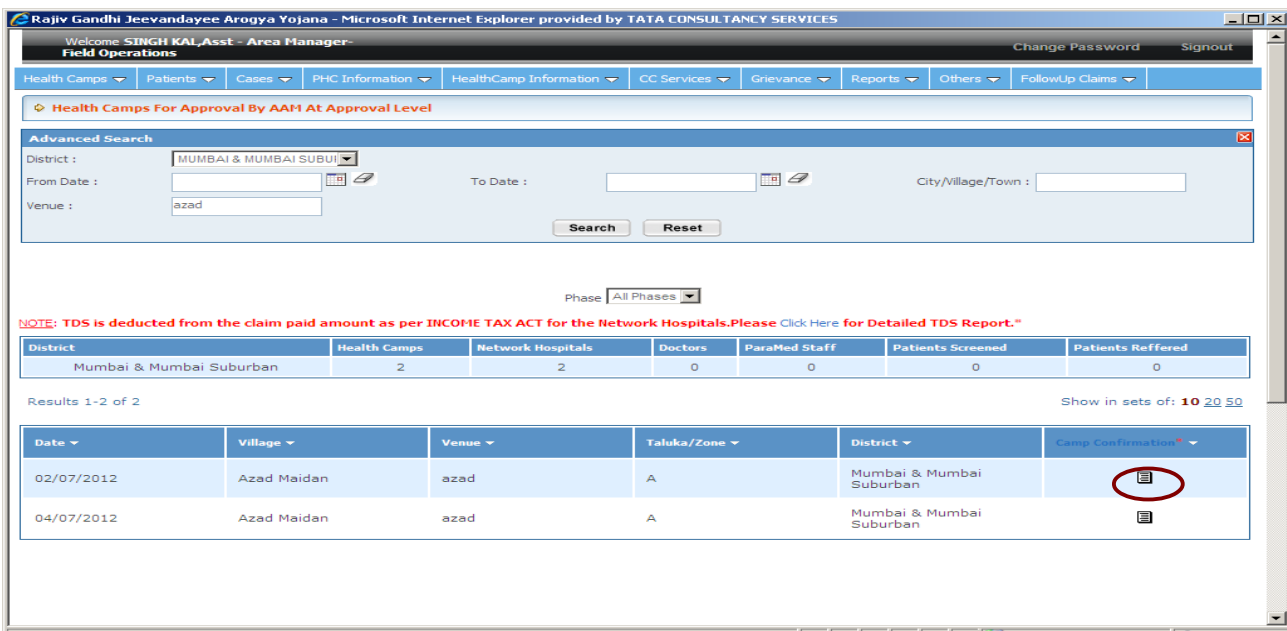 Rajiv Gandhi Jeevandayee Arogya Yojana - Microsoft Internet Explorer provided by TATA CONSULTANCY SERVICES
Welcome SINGH KAL,Asst - Area Manager-
Field Operations
Change Password Signout
Health Camps Patients Cases PHC Information HealthCamp Information CC Services Grievance Reports Others FollowUp Claims
Health Camps For Approval By AAM At Approval Level
Advanced Search
District : MUMBAI & MUMBAI SUBUI
From Date : To Date : City/Village/Town :
Venue : azad
Search Reset
Phase All Phases
NOTE: TDS is deducted from the claim paid amount as per INCOME TAX ACT for the Network Hospitals.Please Click Here for Detailed TDS Report."
District Health Camps Network Hospitals Doctors ParaMed Staff Patients Screened Patients Reffered
Mumbai & Mumbai Suburban 2 2 0 0 0 0
Results 1-2 of 2 Show in sets of: 10 20 50
Date Village Venue Taluka/Zone District Camp Confirmation*
02/07/2012 Azad Maidan azad A Mumbai & Mumbai
Suburban
04/07/2012 Azad Maidan azad A Mumbai & Mumbai
Suburban